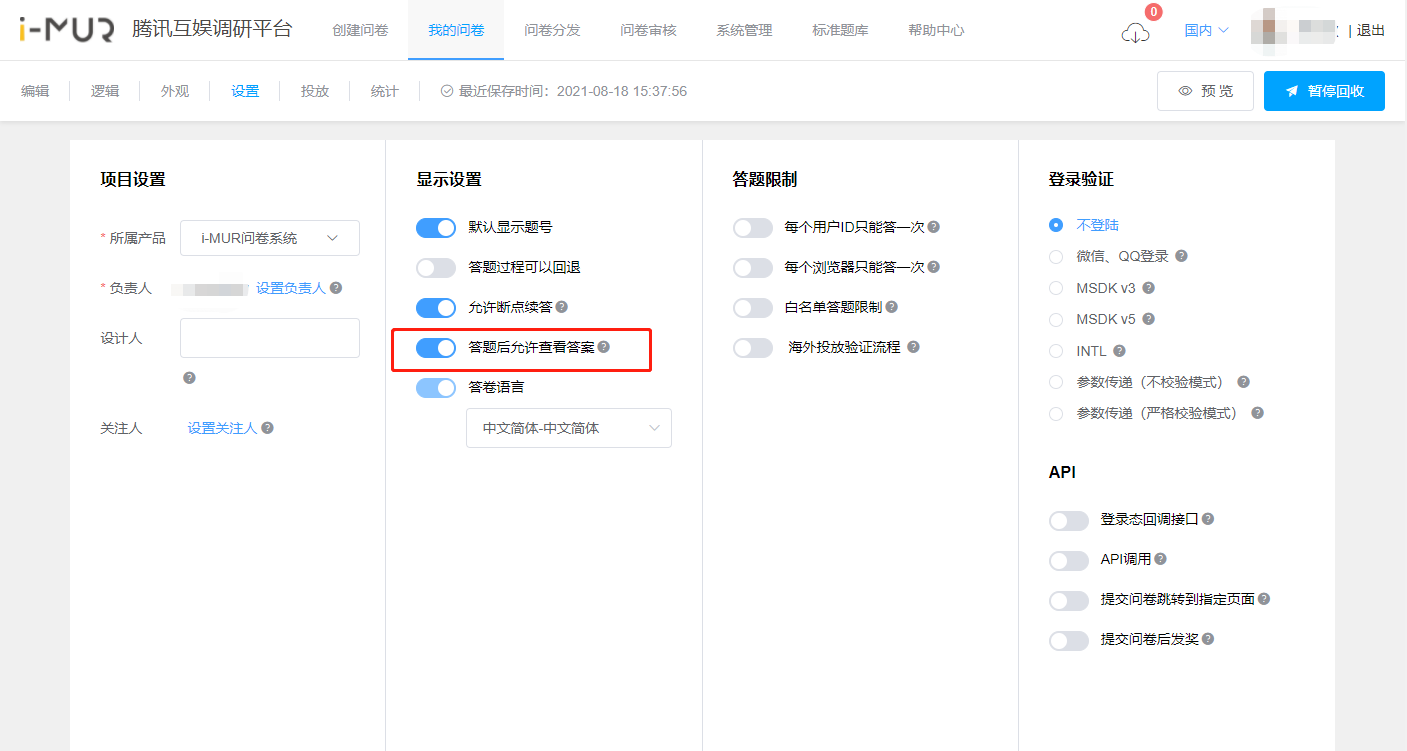 i-MUR 腾讯互娱调研平台 创建问卷 我的问卷 问卷分发 问卷审核 系统管理 标准题库 帮助中心 0 国内 | 退出
编辑 逻辑 外观 设置 投放 统计 最近保存时间：2021-08-18 15:37:56 预 览 暂停回收
项目设置
* 所属产品 i-MUR问卷系统
* 负责人 设置负责人 ?
设计人
?
关注人 设置关注人 ?
显示设置
默认显示题号
答题过程可以回退
允许断点续答 ?
答题后允许查看答案 ?
答卷语言
中文简体-中文简体
答题限制
每个用户ID只能答一次 ?
每个浏览器只能答一次 ?
白名单答题限制 ?
海外投放验证流程 ?
登录验证
不登陆
微信、QQ登录 ?
MSDK v3 ?
MSDK v5 ?
INTL ?
参数传递（不校验模式） ?
参数传递（严格校验模式） ?
API
登录态回调接口 ?
API调用 ?
提交问卷跳转到指定页面 ?
提交问卷后发奖 ?